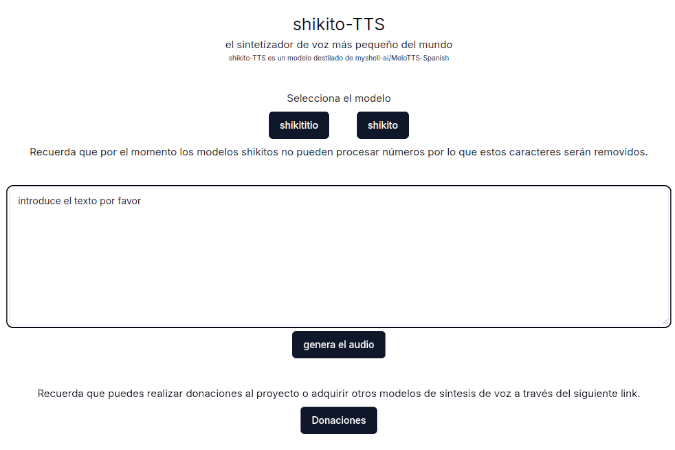 shikito-TTS
el sintetizador de voz más pequeño del mundo
shikito-TTS es un modelo destilado de myshell-ai/MeloTTS-Spanish
Selecciona el modelo
shikititio shikito
Recuerda que por el momento los modelos shikitos no pueden procesar números por lo que estos caracteres serán removidos.
introduce el texto por favor
genera el audio
Recuerda que puedes realizar donaciones al proyecto o adquirir otros modelos de síntesis de voz a través del siguiente link.
Donaciones